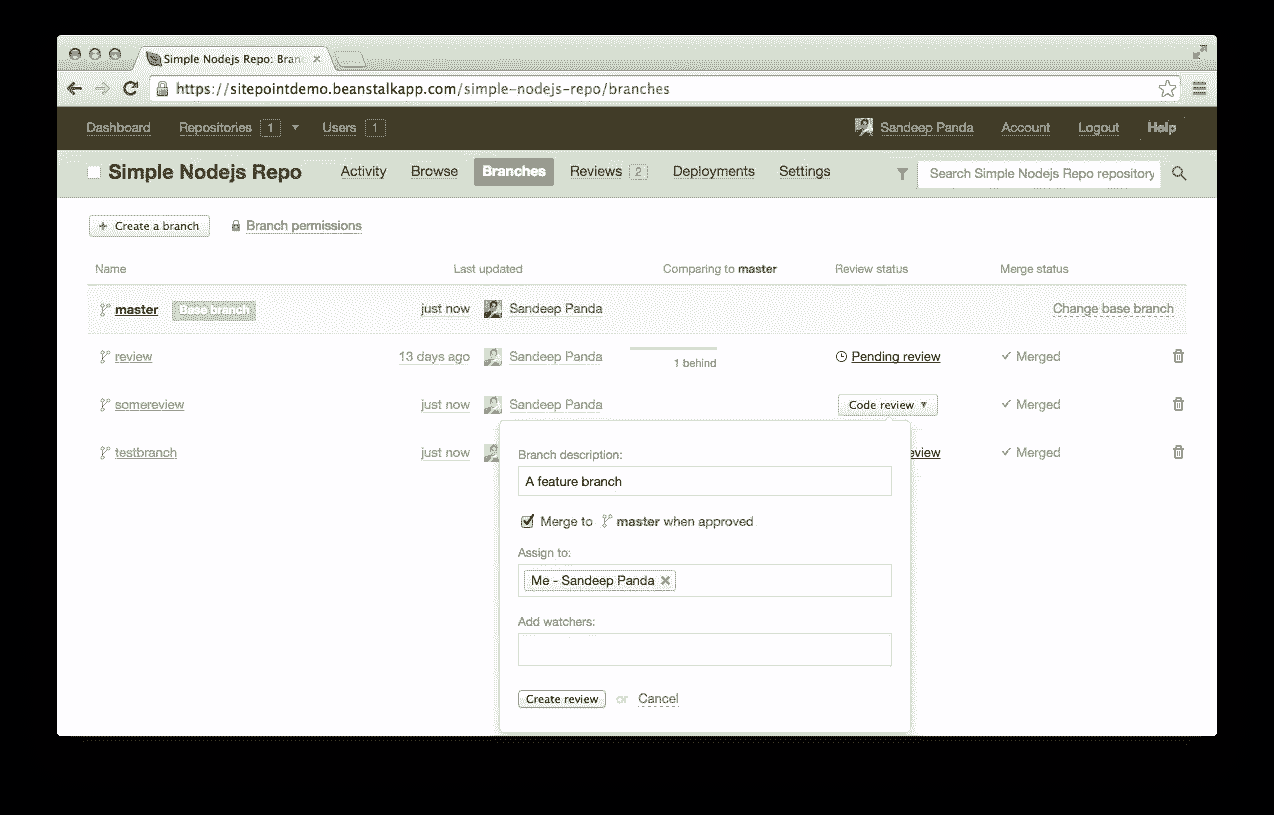 Simple Nodejs Repo: Bran
https://sitepointdemo.beanstalkapp.com/simple-nodejs-repo/branches
Dashboard Repositories 1 Users 1 Sandeep Panda Account Logout Help
Simple Nodejs Repo Activity Browse Branches Reviews 2 Deployments Settings Search Simple Nodejs Repo repository
+ Create a branch Branch permissions
Name Last updated Comparing to master Review status Merge status
master Base branch just now Sandeep Panda Change base branch
review 13 days ago Sandeep Panda 1 behind Pending review Merged
somereview just now Sandeep Panda Code review Merged
testbranch just now eview Merged
Branch description:
A feature branch
Merge to master when approved
Assign to:
Me - Sandeep Panda
Add watchers:
Create review or Cancel